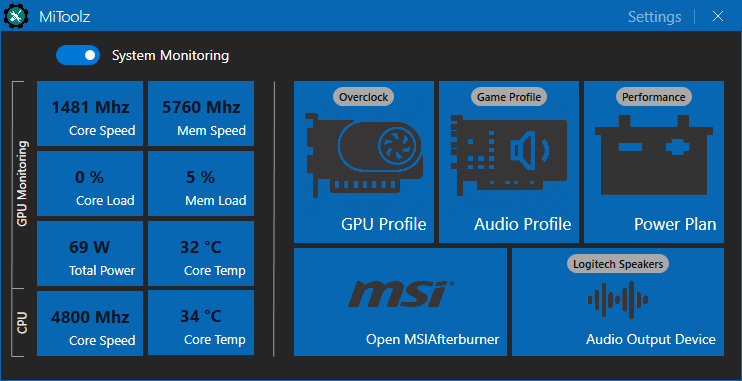 MiToolz
Settings
System Monitoring
GPU Monitoring
1481 Mhz
Core Speed
5760 Mhz
Mem Speed
0 %
Core Load
5 %
Mem Load
69 W
Total Power
32 °C
Core Temp
CPU
4800 Mhz
Core Speed
34 °C
Core Temp
Overclock
GPU Profile
Game Profile
Audio Profile
Performance
Power Plan
msi
Open MSIAfterburner
Logitech Speakers
Audio Output Device